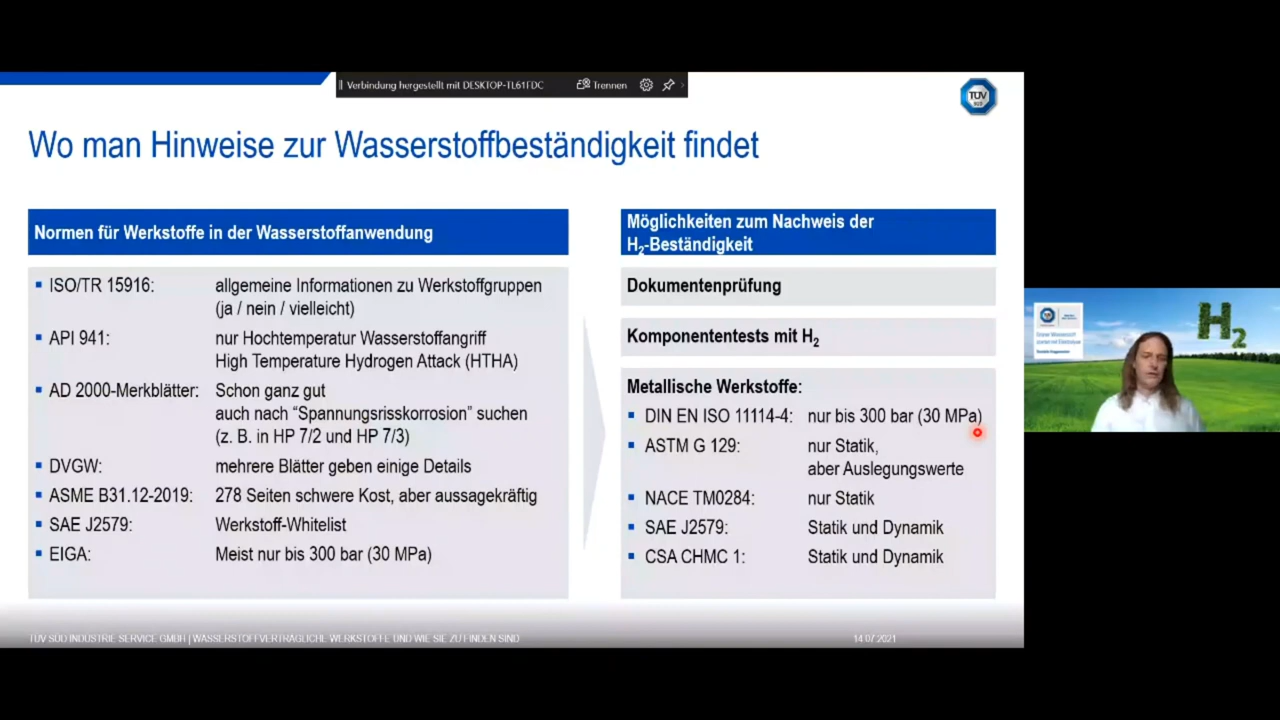 Verbindung hergestellt mit DESKTOP-TL61FDC
Trennen
TÜV
SÜD
Wo man Hinweise zur Wasserstoffbeständigkeit findet
Normen für Werkstoffe in der Wasserstoffanwendung
▪ ISO/TR 15916: allgemeine Informationen zu Werkstoffgruppen
(ja / nein / vielleicht)
▪ API 941: nur Hochtemperatur Wasserstoffangriff
High Temperature Hydrogen Attack (HTHA)
▪ AD 2000-Merkblätter: Schon ganz gut
auch nach “Spannungsrisskorrosion” suchen
(z. B. in HP 7/2 und HP 7/3)
▪ DVGW: mehrere Blätter geben einige Details
▪ ASME B31.12-2019: 278 Seiten schwere Kost, aber aussagekräftig
▪ SAE J2579: Werkstoff-Whitelist
▪ EIGA: Meist nur bis 300 bar (30 MPa)
Möglichkeiten zum Nachweis der
H₂-Beständigkeit
Dokumentenprüfung
Komponententests mit H₂
Metallische Werkstoffe:
▪ DIN EN ISO 11114-4: nur bis 300 bar (30 MPa)
▪ ASTM G 129: nur Statik,
aber Auslegungswerte
▪ NACE TM0284: nur Statik
▪ SAE J2579: Statik und Dynamik
▪ CSA CHMC 1: Statik und Dynamik
TÜV SÜD INDUSTRIE SERVICE GMBH | WASSERSTOFFVERTRÄGLICHE WERKSTOFFE UND WIE SIE ZU FINDEN SIND
14.07.2021
H₂